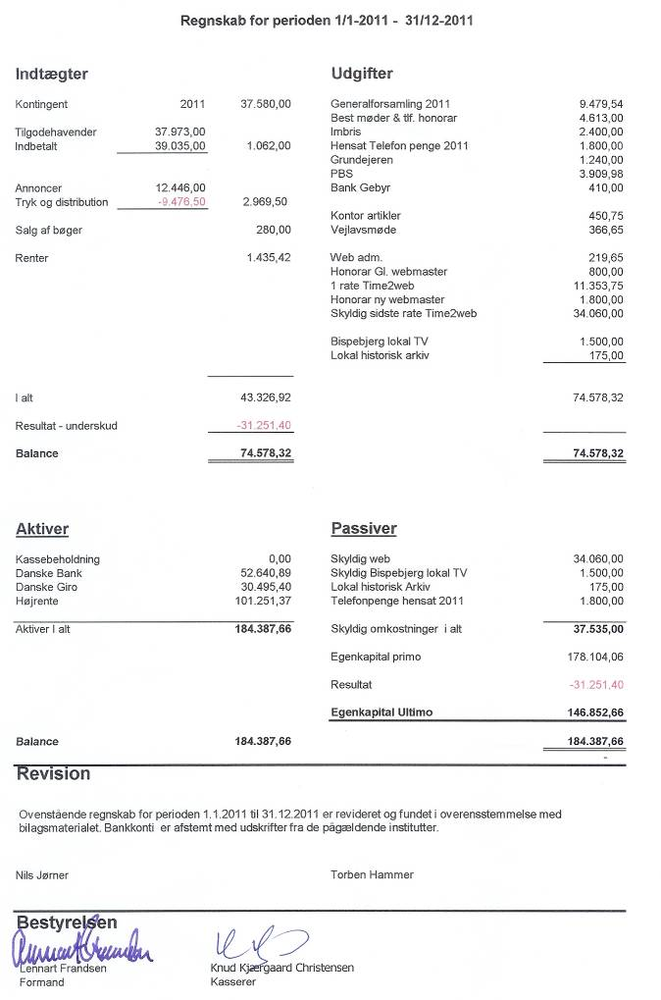 Regnskab for perioden 1/1-2011 - 31/12-2011
Indtægter
Kontingent 2011 37.580,00
Tilgodehavender 37.973,00
Indbetalt 39.035,00 1.062,00
Annoncer 12.446,00
Tryk og distribution -9.476,50 2.969,50
Salg af bøger 280,00
Renter 1.435,42
I alt 43.326,92
Resultat - underskud -31.251,40
Balance 74.578,32
Udgifter
Generalforsamling 2011 9.479,54
Best møder & tlf. honorar 4.613,00
Imbris 2.400,00
Hensat Telefon penge 2011 1.800,00
Grundejeren 1.240,00
PBS 3.909,98
Bank Gebyr 410,00
Kontor artikler 450,75
Vejlavsmøde 366,65
Web adm. 219,65
Honorar Gl. webmaster 800,00
1 rate Time2web 11.353,75
Honorar ny webmaster 1.800,00
Skyldig sidste rate Time2web 34.060,00
Bispebjerg lokal TV 1.500,00
Lokal historisk arkiv 175,00
74.578,32
74.578,32
Aktiver
Kassebeholdning 0,00
Danske Bank 52.640,89
Danske Giro 30.495,40
Højrente 101.251,37
Aktiver I alt 184.387,66
Balance 184.387,66
Passiver
Skyldig web 34.060,00
Skyldig Bispebjerg lokal TV 1.500,00
Lokal historisk Arkiv 175,00
Telefonpenge hensat 2011 1.800,00
Skyldig omkostninger i alt 37.535,00
Egenkapital primo 178.104,06
Resultat -31.251,40
Egenkapital Ultimo 146.852,66
184.387,66
-
Revision
Ovenstående regnskab for perioden 1.1.2011 til 31.12.2011 er revideret og fundet i overensstemmelse med
bilagsmaterialet. Bankkonti er afstemt med udskrifter fra de pågældende institutter.
Nils Jørner Torben Hammer
Bestyrelsen
Lennart Frandsen Knud Kjærgaard Christensen
Formand Kasserer